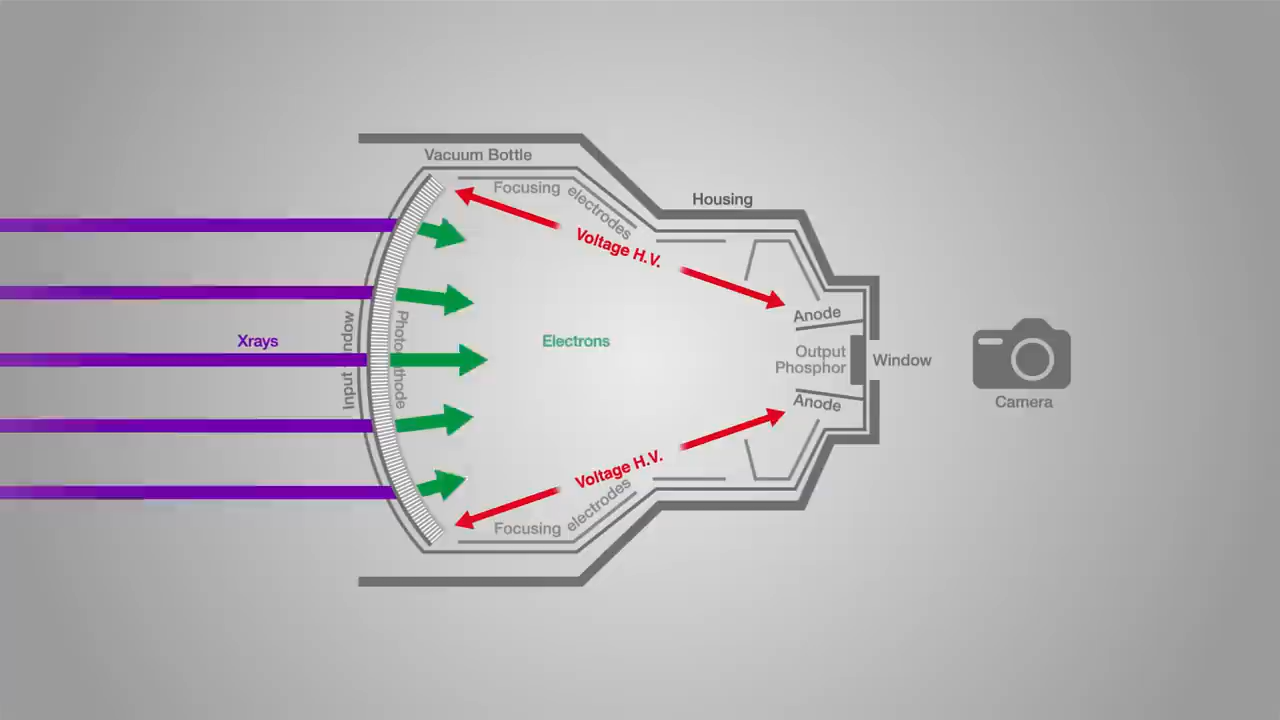 Vacuum Bottle
Focusing electrodes
Housing
Voltage H.V.
Anode
Xrays
Input Window
Photocathode
Electrons
Output
Phosphor
Window
Camera
Anode
Voltage H.V.
Focusing electrodes